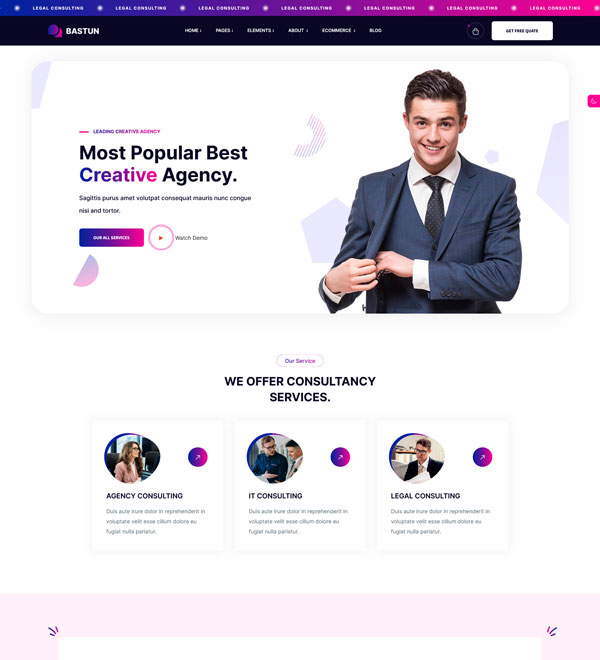 LEGAL CONSULTING LEGAL CONSULTING LEGAL CONSULTING LEGAL CONSULTING LEGAL CONSULTING LEGAL CONSULTING LEGAL CONSULTING
BASTUN HOME PAGES ELEMENTS ABOUT ECOMMERCE BLOG GET FREE QUATE
LEADING CREATIVE AGENCY
Most Popular Best
Creative Agency.
Sagittis purus amet volutpat consequat mauris nunc congue
nisi and tortor.
OUR ALL SERVICES Watch Demo
Our Service
WE OFFER CONSULTANCY
SERVICES.
AGENCY CONSULTING
Duis aute irure dolor in reprehenderit in
voluptate velit esse cillum dolore eu
fugiat nulla pariatur.
IT CONSULTING
Duis aute irure dolor in reprehenderit in
voluptate velit esse cillum dolore eu
fugiat nulla pariatur.
LEGAL CONSULTING
Duis aute irure dolor in reprehenderit in
voluptate velit esse cillum dolore eu
fugiat nulla pariatur.